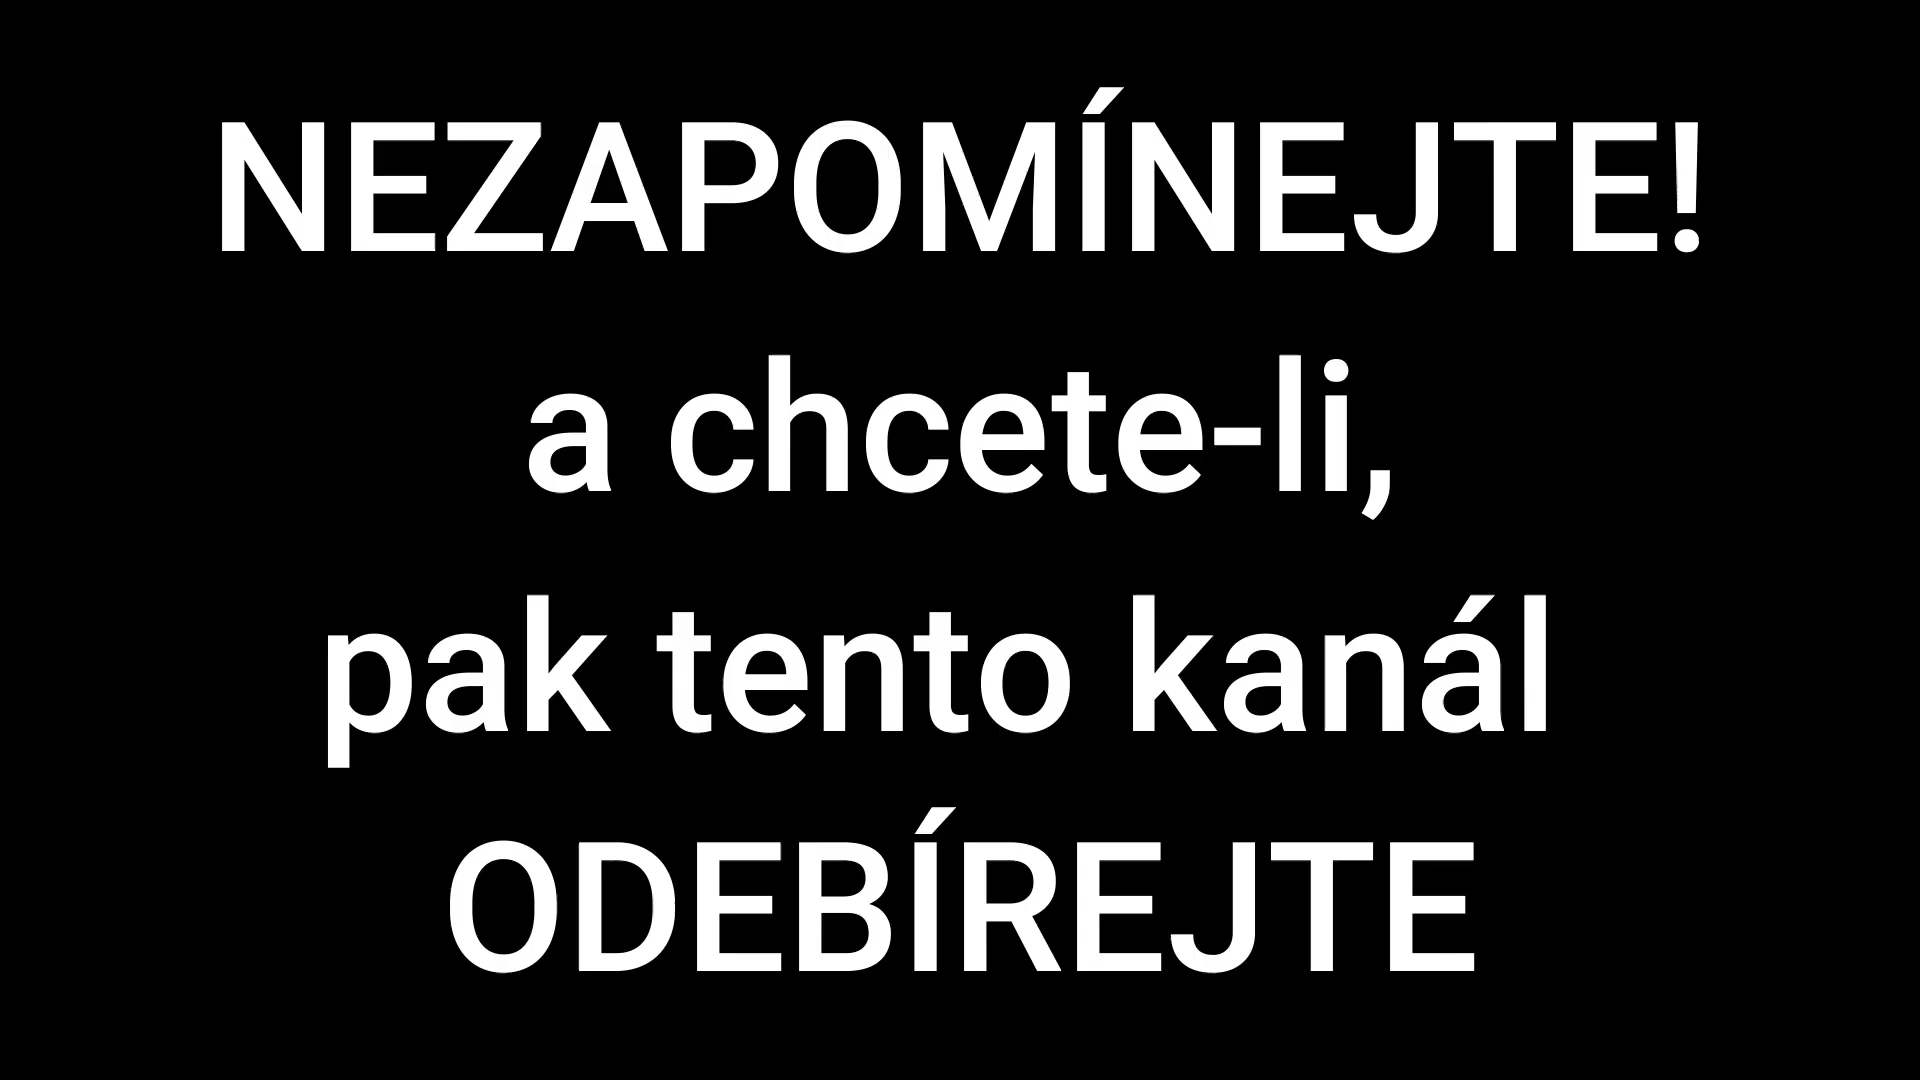 NEZAPOMÍNEJTE!
a chcete-li,
pak tento kanál
ODEBÍREJTE